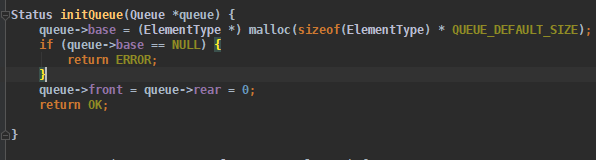 Status initQueue(Queue *queue) {
    queue->base = (ElementType *) malloc(sizeof(ElementType) * QUEUE_DEFAULT_SIZE);
    if (queue->base == NULL) {
        return ERROR;
    }
    queue->front = queue->rear = 0;
    return OK;
}